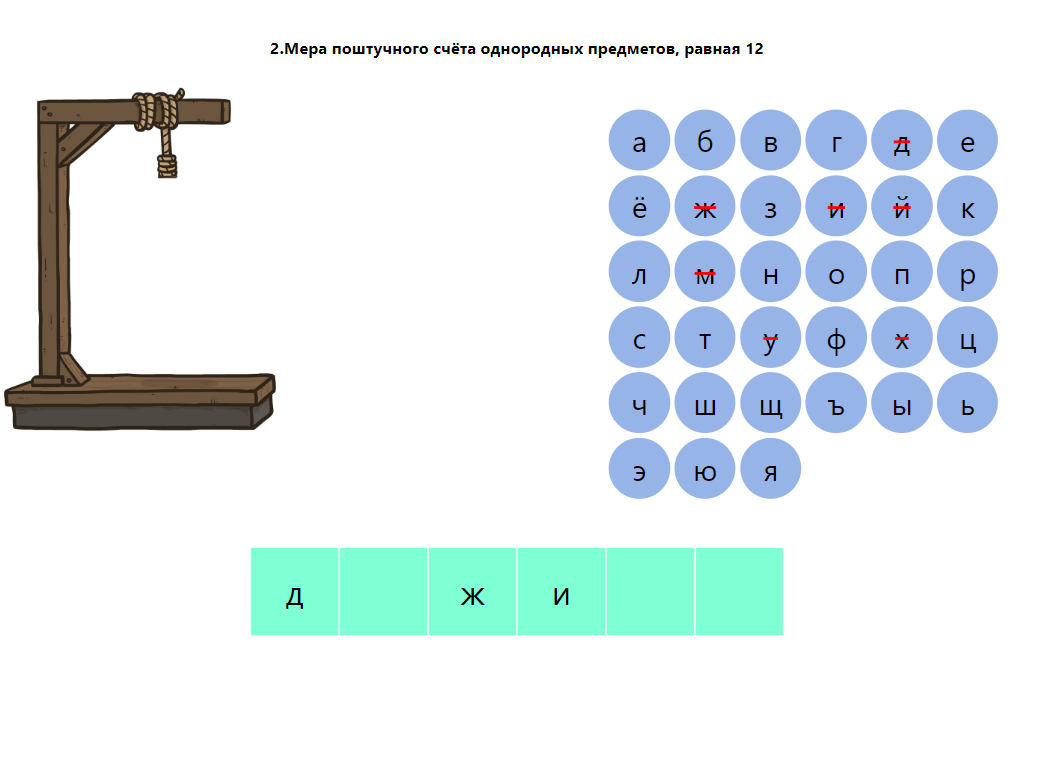 2.Мера поштучного счёта однородных предметов, равная 12
а б в г д е
ё ж з и й к
л м н о п р
с т у ф х ц
ч ш щ ъ ы ь
э ю я
Д Ж И